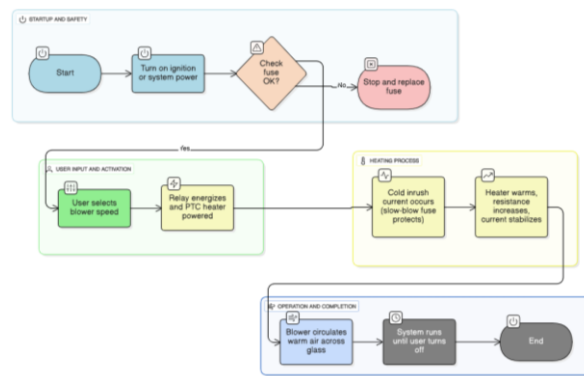 STARTUP AND SAFETY
Start
Turn on ignition
or system power
Check
fuse
OK?
No
Stop and replace
fuse
Yes
USER INPUT AND ACTIVATION
User selects
blower speed
Relay energizes
and PTC heater
powered
HEATING PROCESS
Cold inrush
current occurs
(slow-blow fuse
protects)
Heater warms,
resistance
increases,
current stabilizes
OPERATION AND COMPLETION
Blower circulates
warm air across
glass
System runs
until user turns
off
End